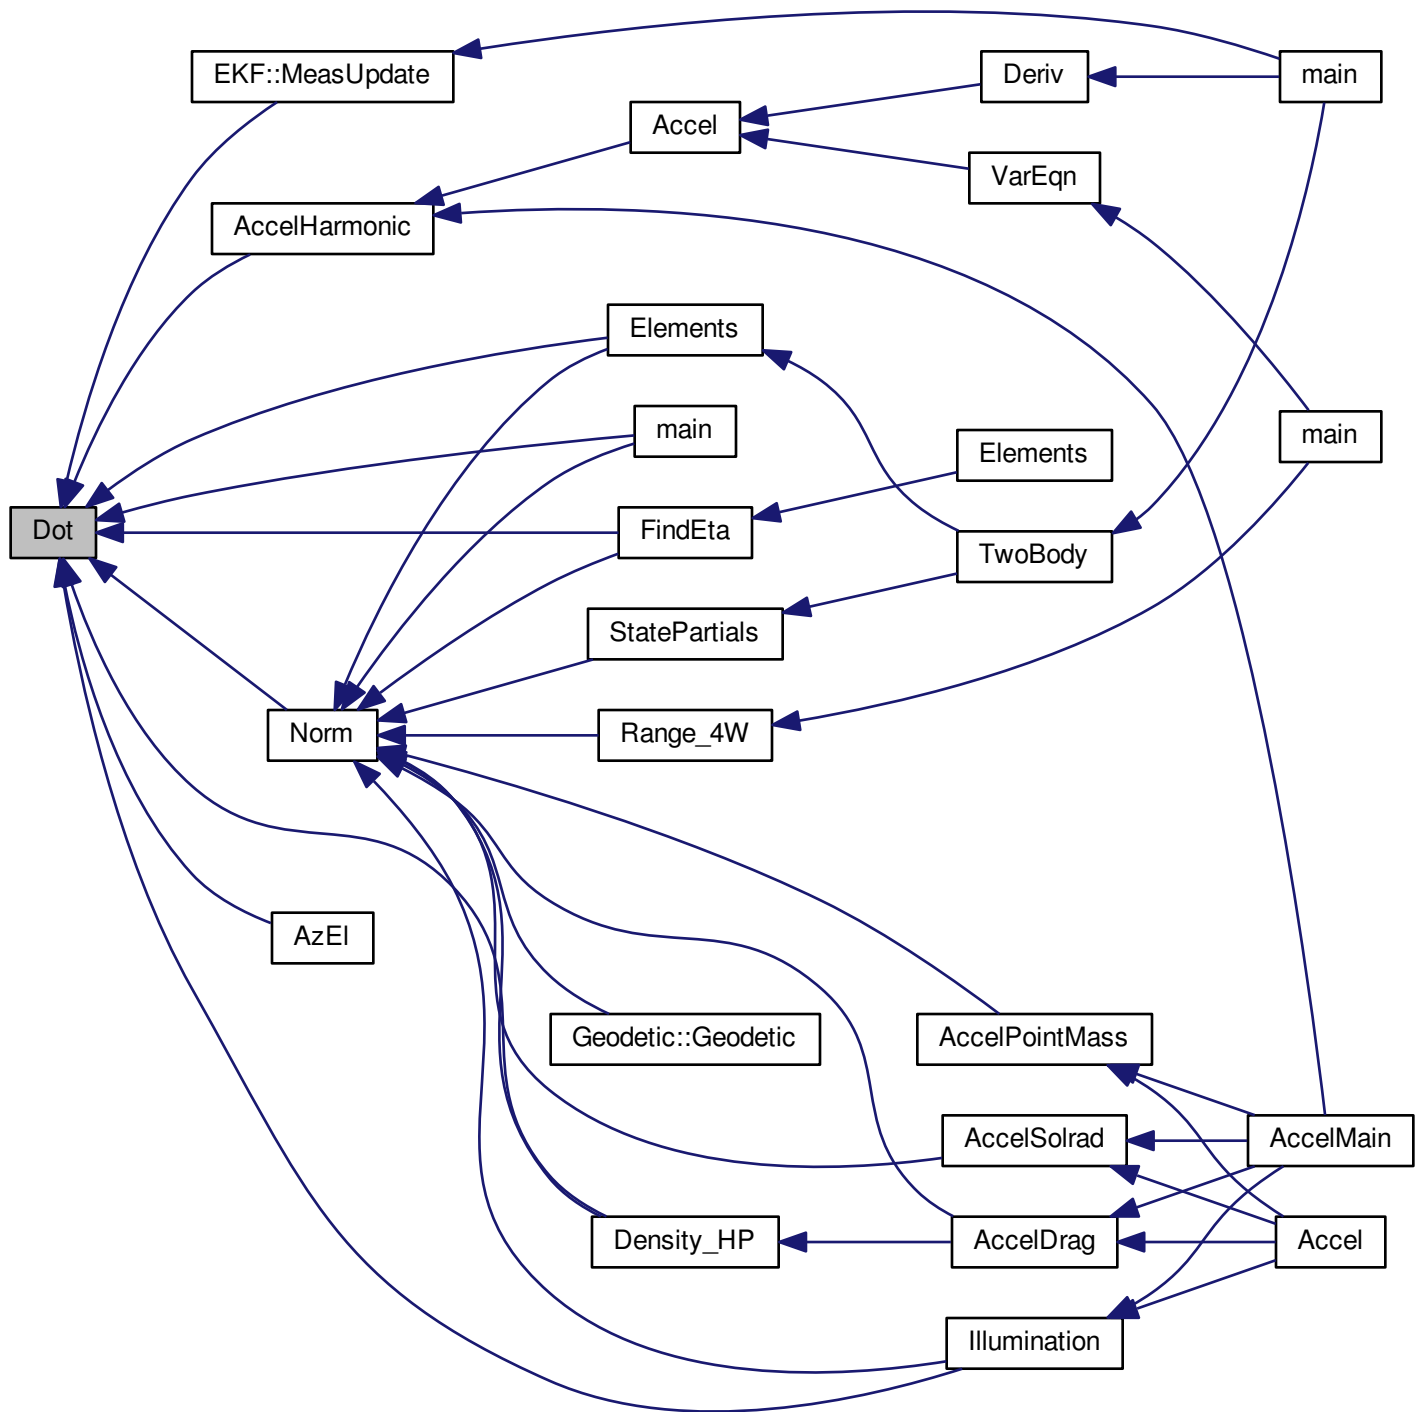 EKF::MeasUpdate
Deriv
main
Accel
VarEqn
AccelHarmonic
Elements
main
main
Elements
Dot
FindEta
TwoBody
StatePartials
Norm
Range_4W
AzEl
Geodetic::Geodetic
AccelPointMass
AccelSolrad
AccelMain
Density_HP
AccelDrag
Accel
Illumination